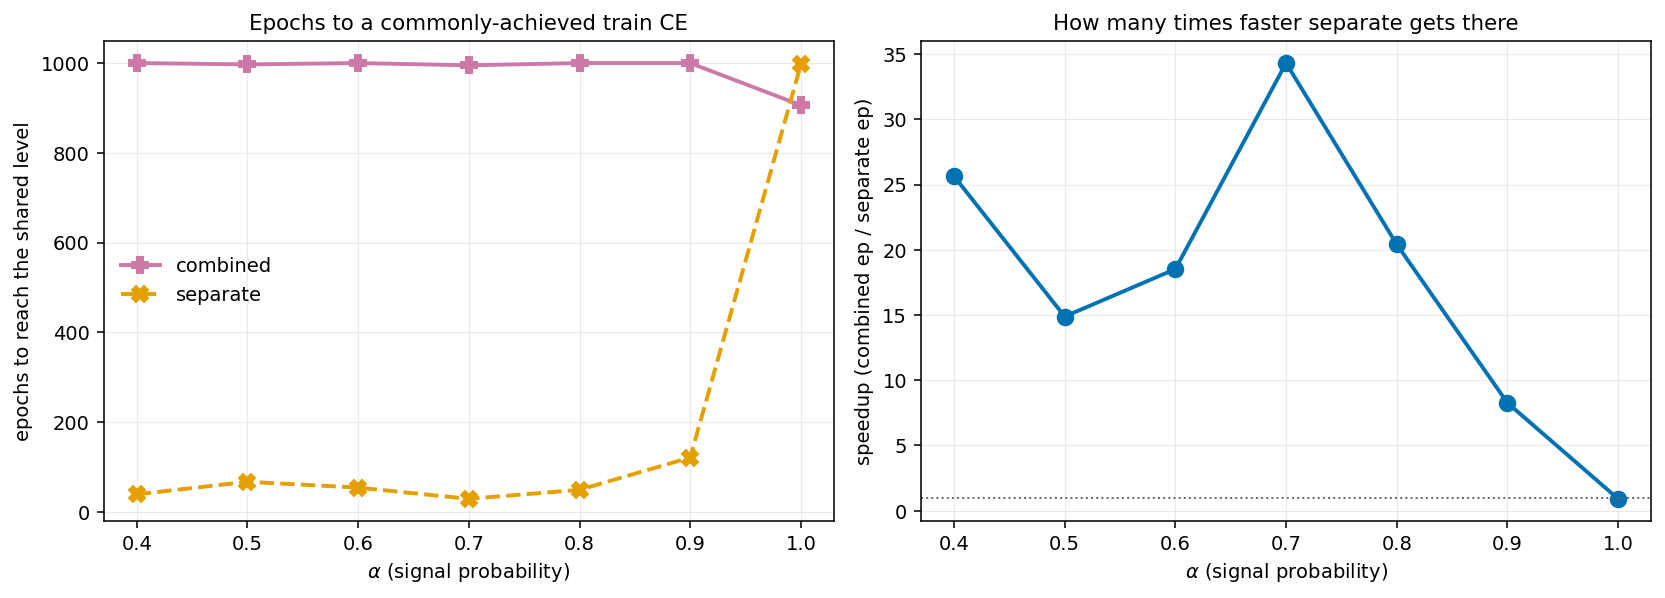 Epochs to a commonly-achieved train CE
epochs to reach the shared level
1000
800
600
400
200
0
combined
separate
0.4 0.5 0.6 0.7 0.8 0.9 1.0
α (signal probability)
How many times faster separate gets there
speedup (combined ep / separate ep)
35
30
25
20
15
10
5
0
0.4 0.5 0.6 0.7 0.8 0.9 1.0
α (signal probability)